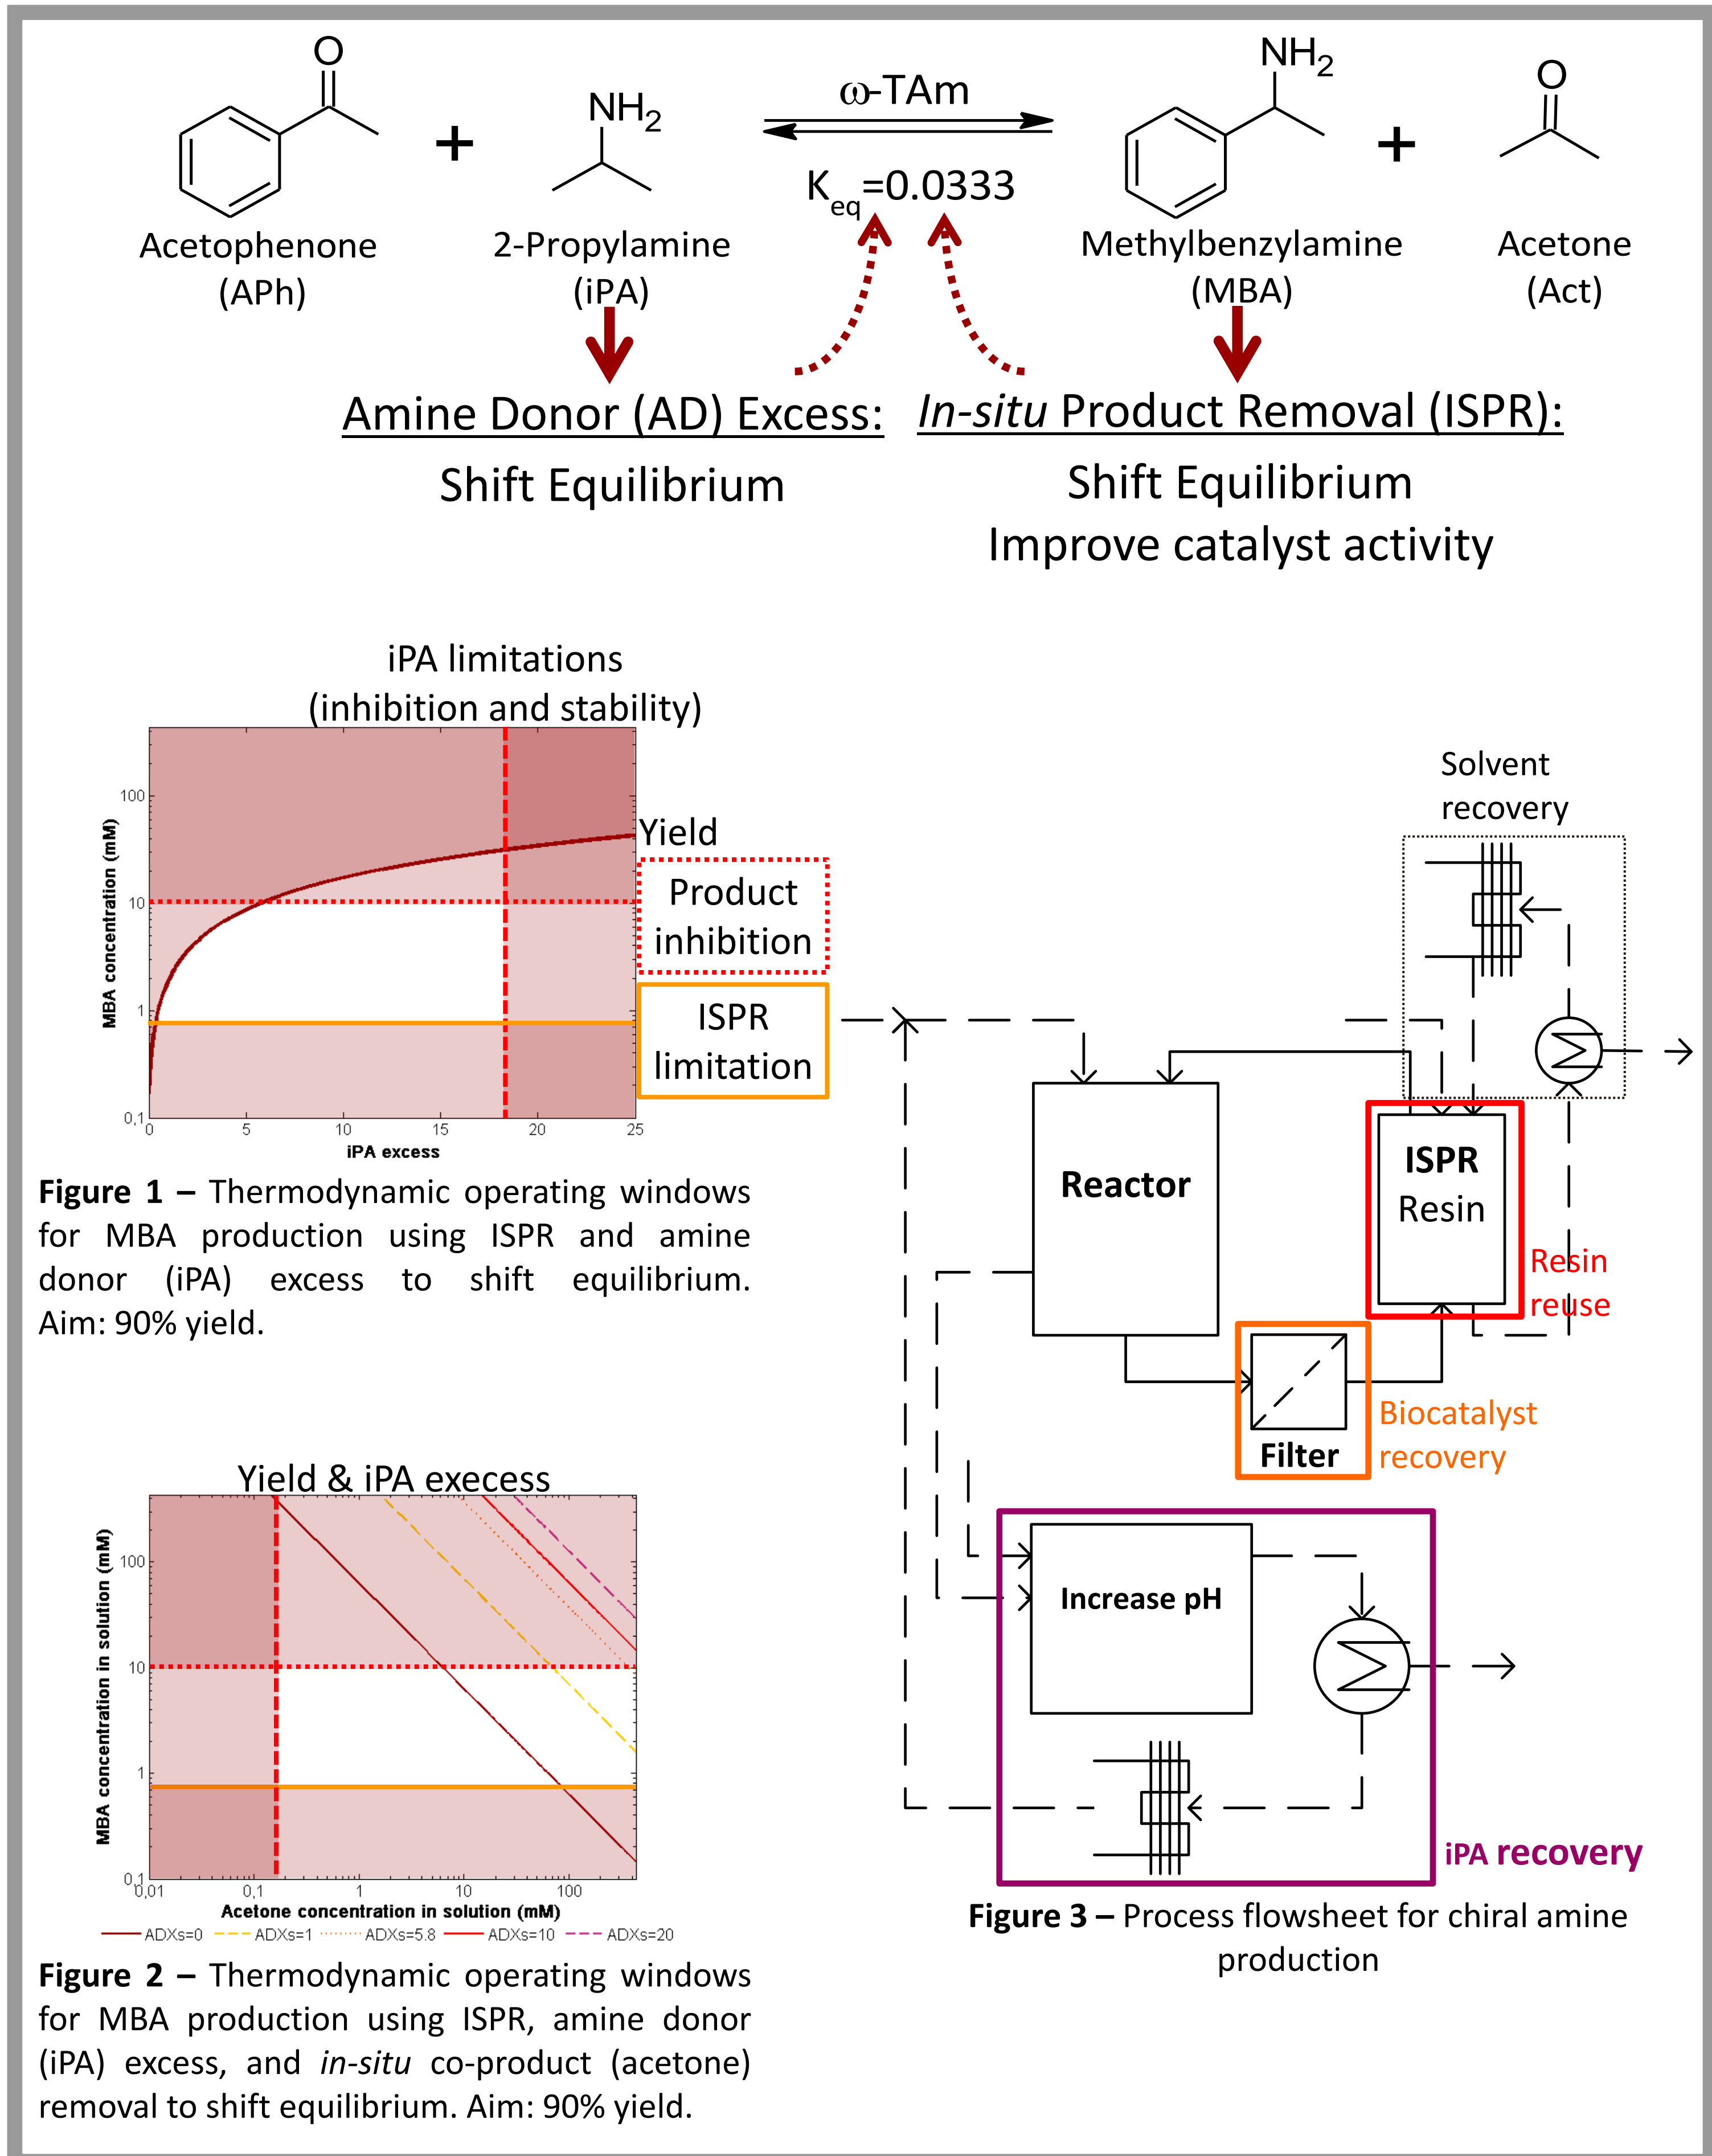 O
NH2
ω-TAm
NH2
O
+
+
Keq=0.0333
Acetophenone
(APh)
2-Propylamine
(iPA)
Methylbenzylamine
(MBA)
Acetone
(Act)
Amine Donor (AD) Excess:
Shift Equilibrium
In-situ Product Removal (ISPR):
Shift Equilibrium
Improve catalyst activity
iPA limitations
(inhibition and stability)
MBA concentration (mM)
100
10
1
0,1
0 5 10 15 20 25
iPA excess
Yield
Product
inhibition
ISPR
limitation
Figure 1 – Thermodynamic operating windows
for MBA production using ISPR and amine
donor (iPA) excess to shift equilibrium.
Aim: 90% yield.
Yield & iPA execess
MBA concentration in solution (mM)
100
10
1
0,1
0,01 0,1 1 10 100
Acetone concentration in solution (mM)
ADXs=0 ADXs=1 ADXs=5.8 ADXs=10 ADXs=20
Figure 2 – Thermodynamic operating windows
for MBA production using ISPR, amine donor
(iPA) excess, and in-situ co-product (acetone)
removal to shift equilibrium. Aim: 90% yield.
Solvent
recovery
Reactor
ISPR
Resin
Resin
reuse
Filter
Biocatalyst
recovery
Increase pH
iPA recovery
Figure 3 – Process flowsheet for chiral amine
production